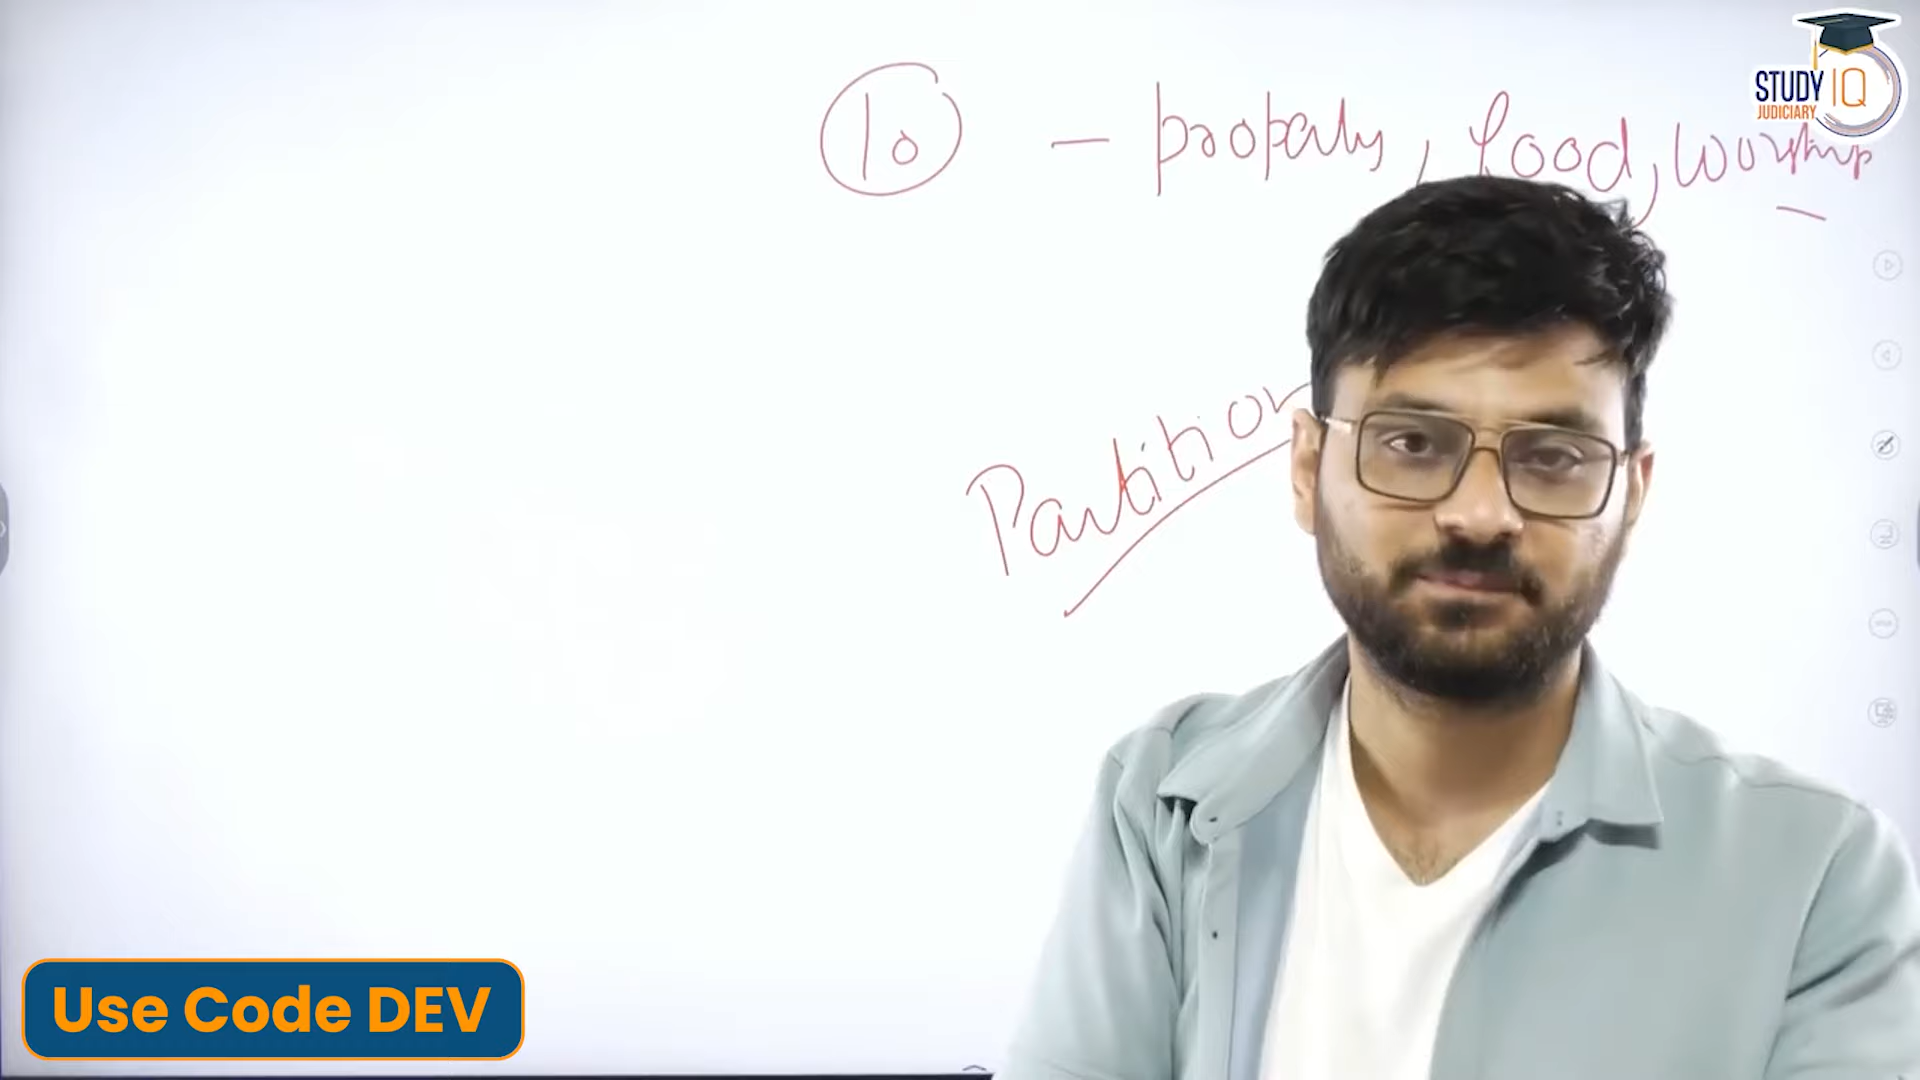 10 - property, food, worship
STUDY IQ
JUDICIARY
Partition
Use Code DEV